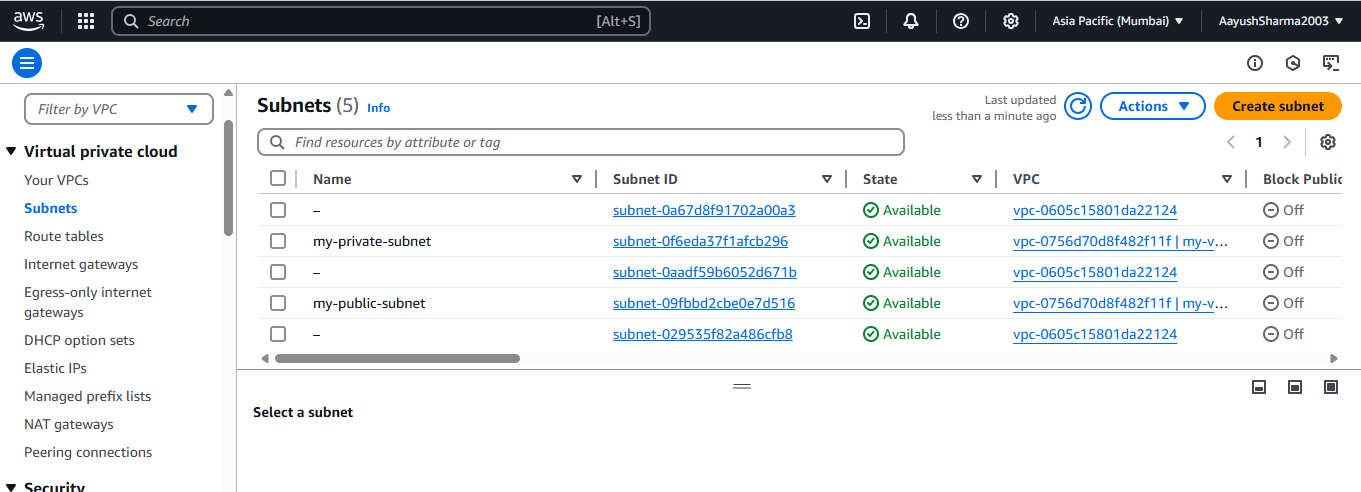 aws
Search [Alt+S]
Asia Pacific (Mumbai)
AayushSharma2003
Filter by VPC
Virtual private cloud
Your VPCs
Subnets
Route tables
Internet gateways
Egress-only internet
gateways
DHCP option sets
Elastic IPs
Managed prefix lists
NAT gateways
Peering connections
Security
Subnets (5) Info
Last updated
less than a minute ago
Actions
Create subnet
Find resources by attribute or tag
1
Name Subnet ID State VPC Block Public
– subnet-0a67d8f91702a00a3 Available vpc-0605c15801da22124 Off
my-private-subnet subnet-0f6eda37f1afcb296 Available vpc-0756d70d8f482f11f | my-v… Off
– subnet-0aadf59b6052d671b Available vpc-0605c15801da22124 Off
my-public-subnet subnet-09fbbd2cbe0e7d516 Available vpc-0756d70d8f482f11f | my-v… Off
– subnet-029535f82a486cfb8 Available vpc-0605c15801da22124 Off
Select a subnet